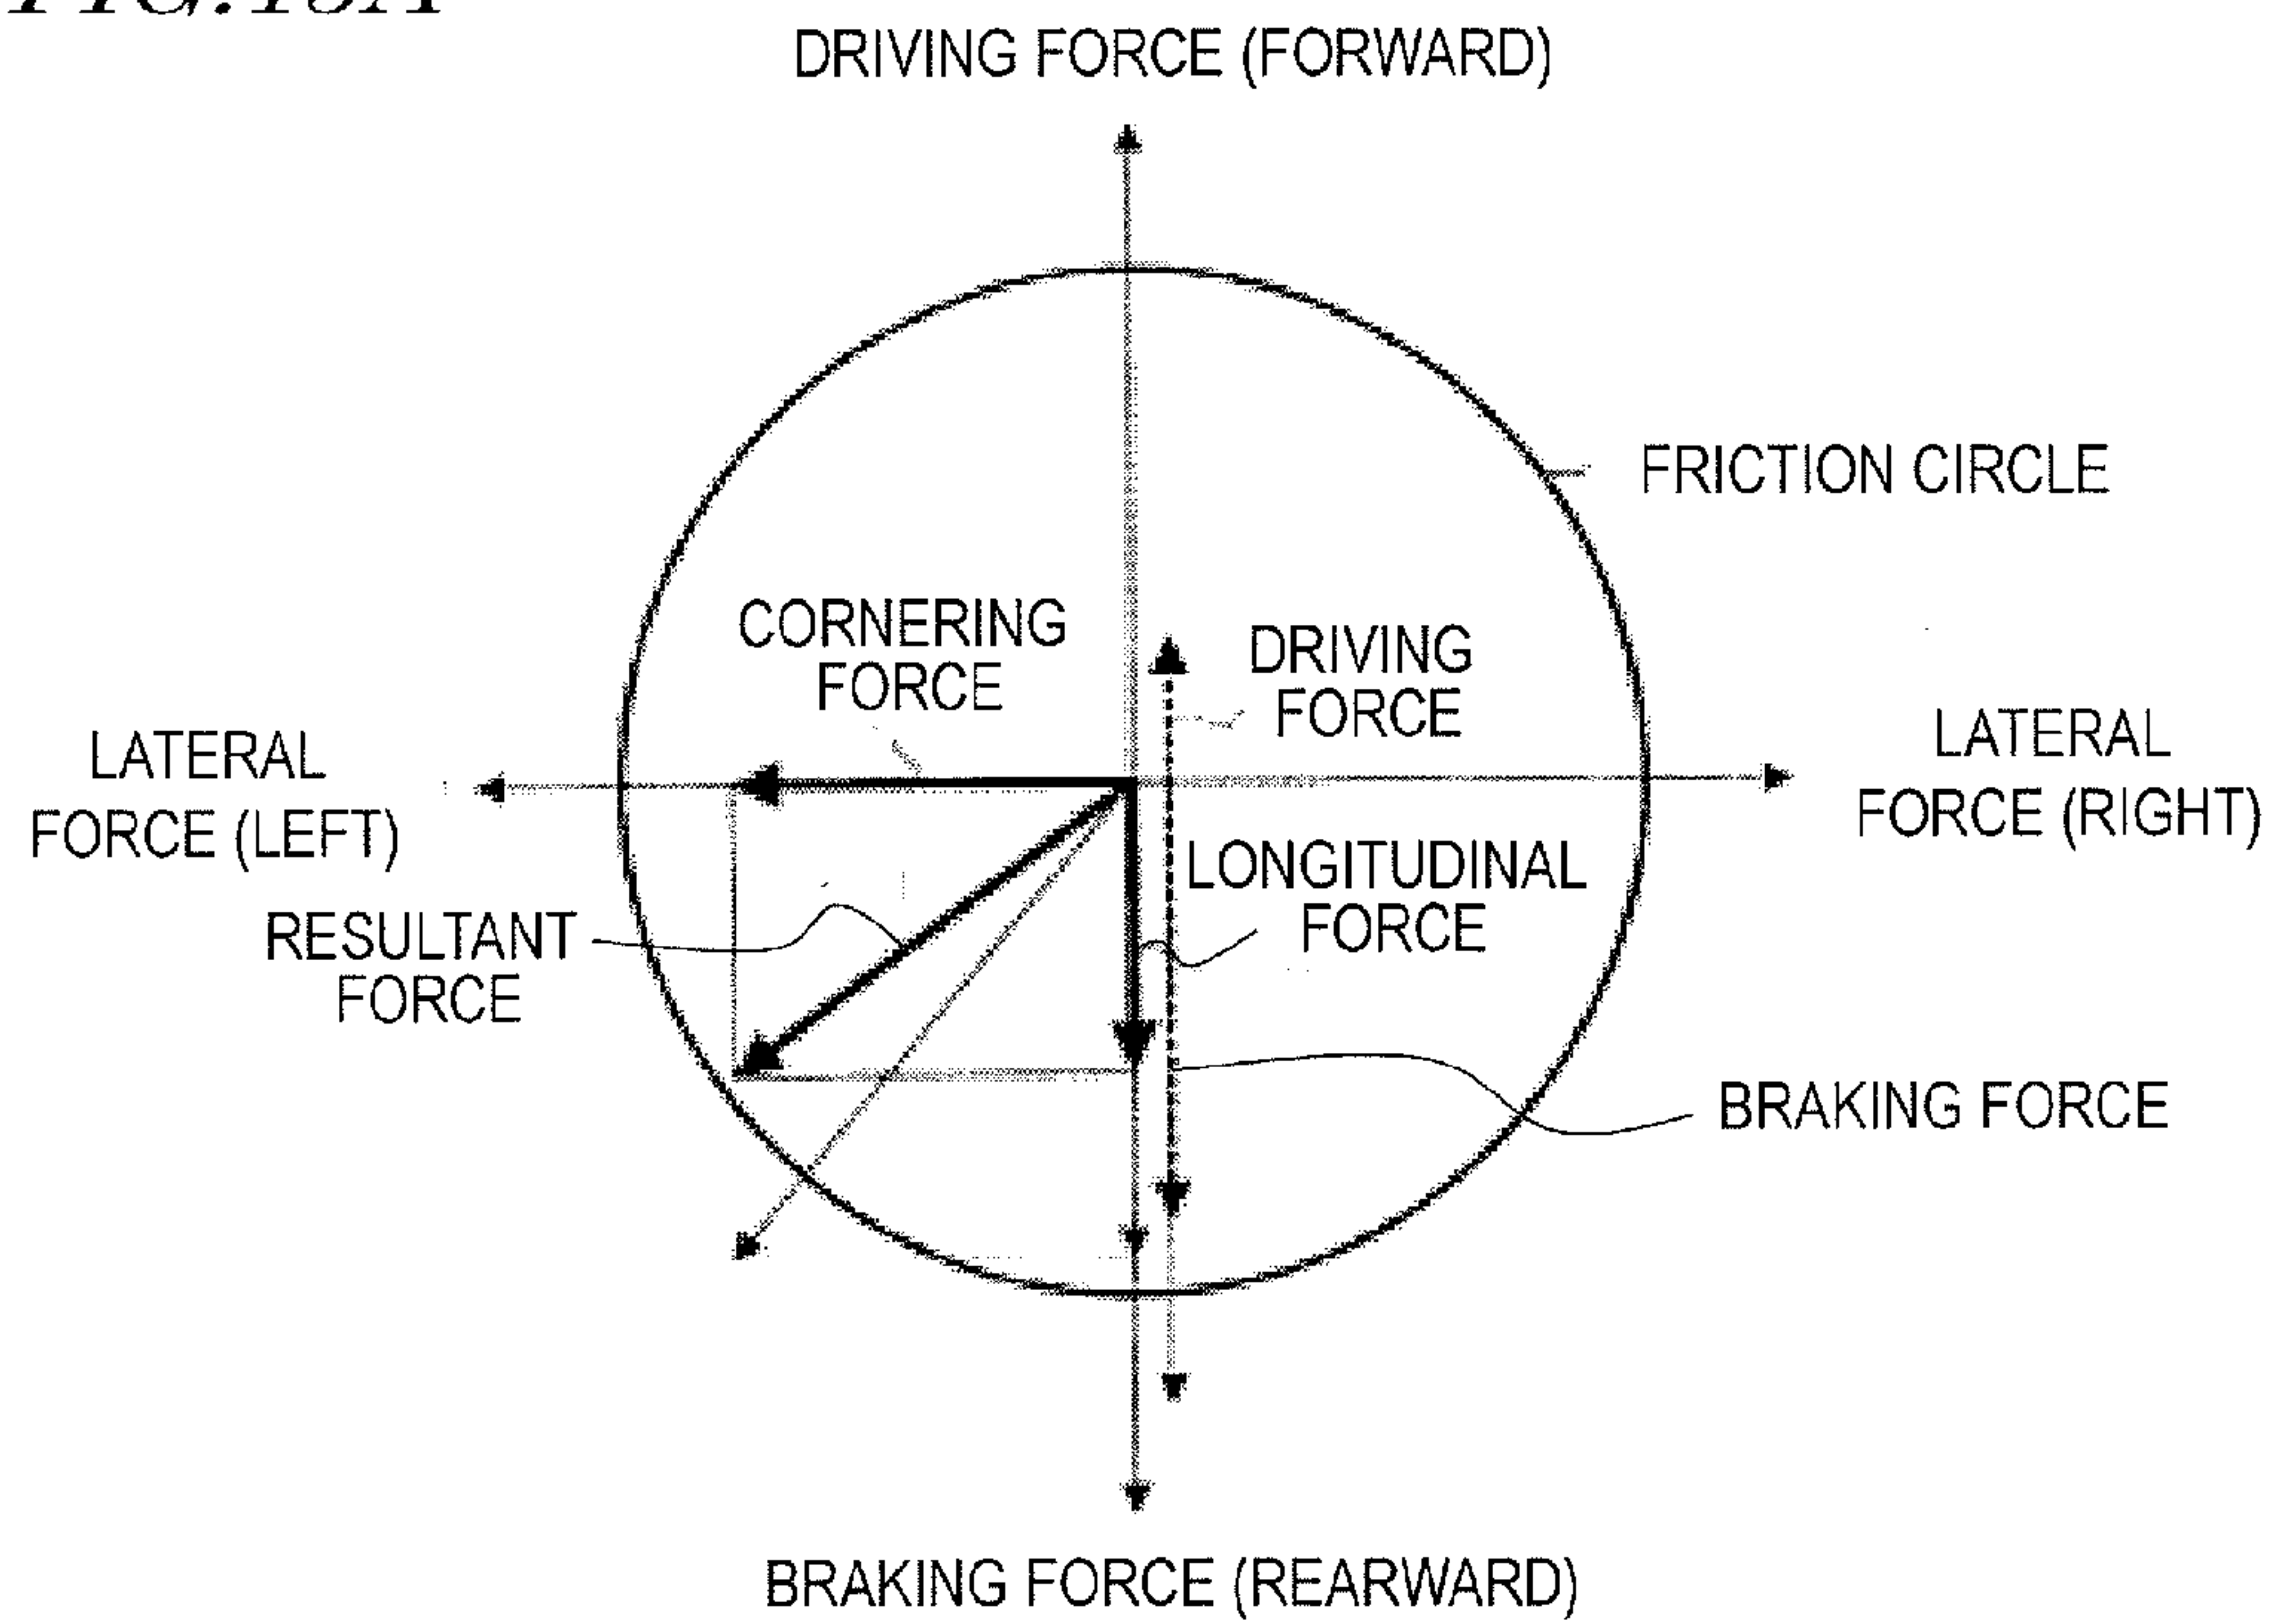 DRIVING FORCE (FORWARD)
FRICTION CIRCLE
CORNERING
FORCE
DRIVING
FORCE
LATERAL
FORCE (LEFT)
LATERAL
FORCE (RIGHT)
LONGITUDINAL
FORCE
RESULTANT
FORCE
BRAKING FORCE
BRAKING FORCE (REARWARD)